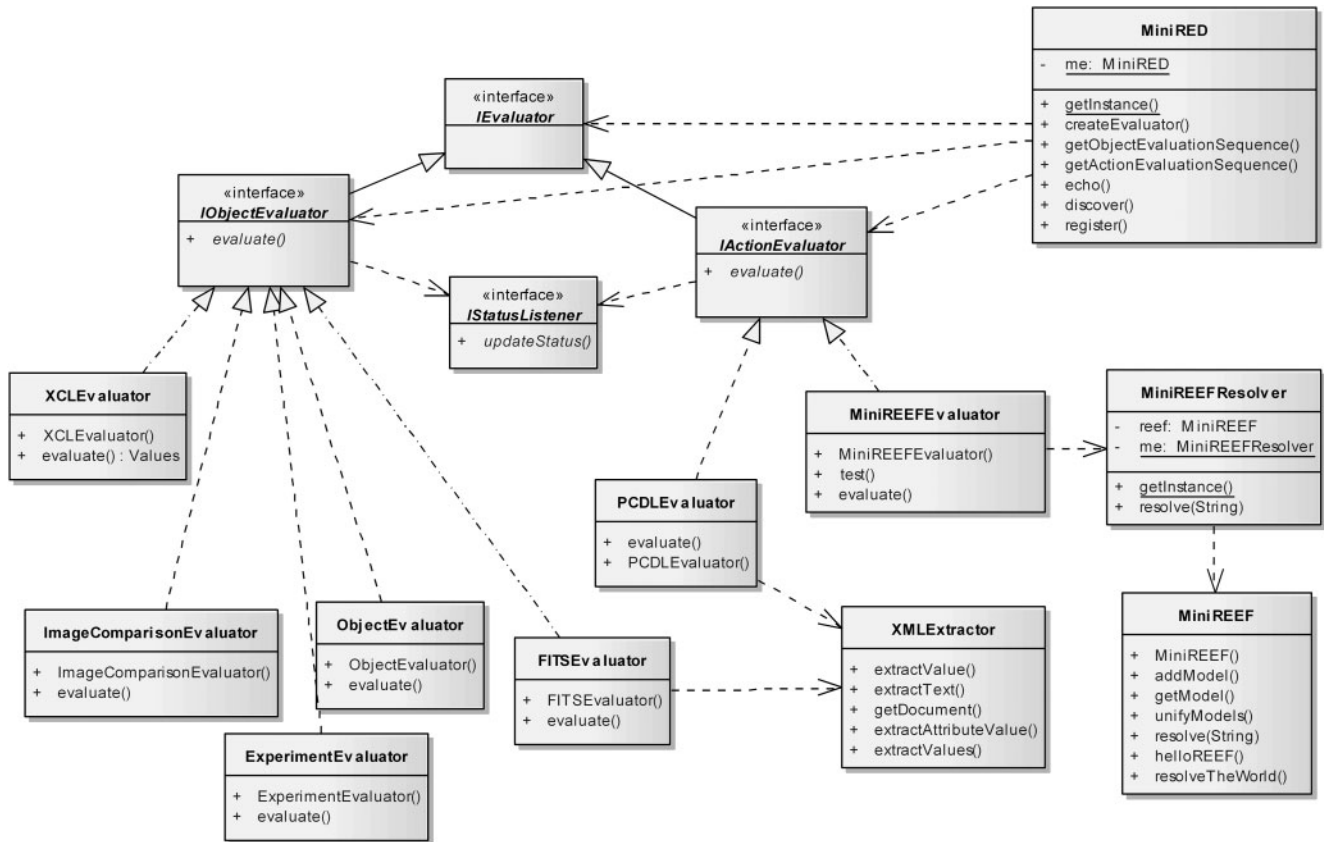 MiniRED
- me: MiniRED
+ getInstance()
+ createEvaluator()
+ getObjectEvaluationSequence()
+ getActionEvaluationSequence()
+ echo()
+ discover()
+ register()
«interface»
IEvaluator
«interface»
IObjectEvaluator
+ evaluate()
«interface»
IActionEvaluator
+ evaluate()
«interface»
IStatusListener
+ updateStatus()
XCLEvaluator
+ XCLEvaluator()
+ evaluate() : Values
MiniREEFEvaluator
+ MiniREEFEvaluator()
+ test()
+ evaluate()
MiniREEFResolver
- reef: MiniREEF
- me: MiniREEFResolver
+ getInstance()
+ resolve(String)
PCDLEvaluator
+ evaluate()
+ PCDLEvaluator()
ImageComparisonEvaluator
+ ImageComparisonEvaluator()
+ evaluate()
ObjectEvaluator
+ ObjectEvaluator()
+ evaluate()
FITSEvaluator
+ FITSEvaluator()
+ evaluate()
XMLExtractor
+ extractValue()
+ extractText()
+ getDocument()
+ extractAttributeValue()
+ extractValues()
MiniREEF
+ MiniREEF()
+ addModel()
+ getModel()
+ unifyModels()
+ resolve(String)
+ helloREEF()
+ resolveTheWorld()
ExperimentEvaluator
+ ExperimentEvaluator()
+ evaluate()